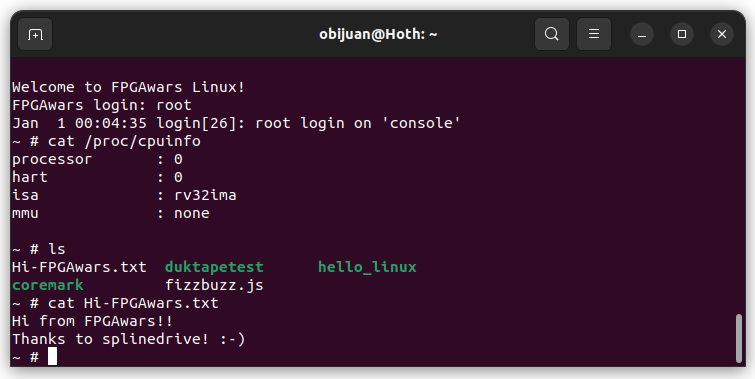 obijuan@Hoth: ~
Welcome to FPGAwars Linux!
FPGAwars login: root
Jan  1 00:04:35 login[26]: root login on 'console'
~ # cat /proc/cpuinfo
processor       : 0
hart            : 0
isa             : rv32ima
mmu             : none
~ # ls
Hi-FPGAwars.txt  duktapetest      hello_linux
coremark         fizzbuzz.js
~ # cat Hi-FPGAwars.txt
Hi from FPGAwars!!
Thanks to splinedrive! :-)
~ #